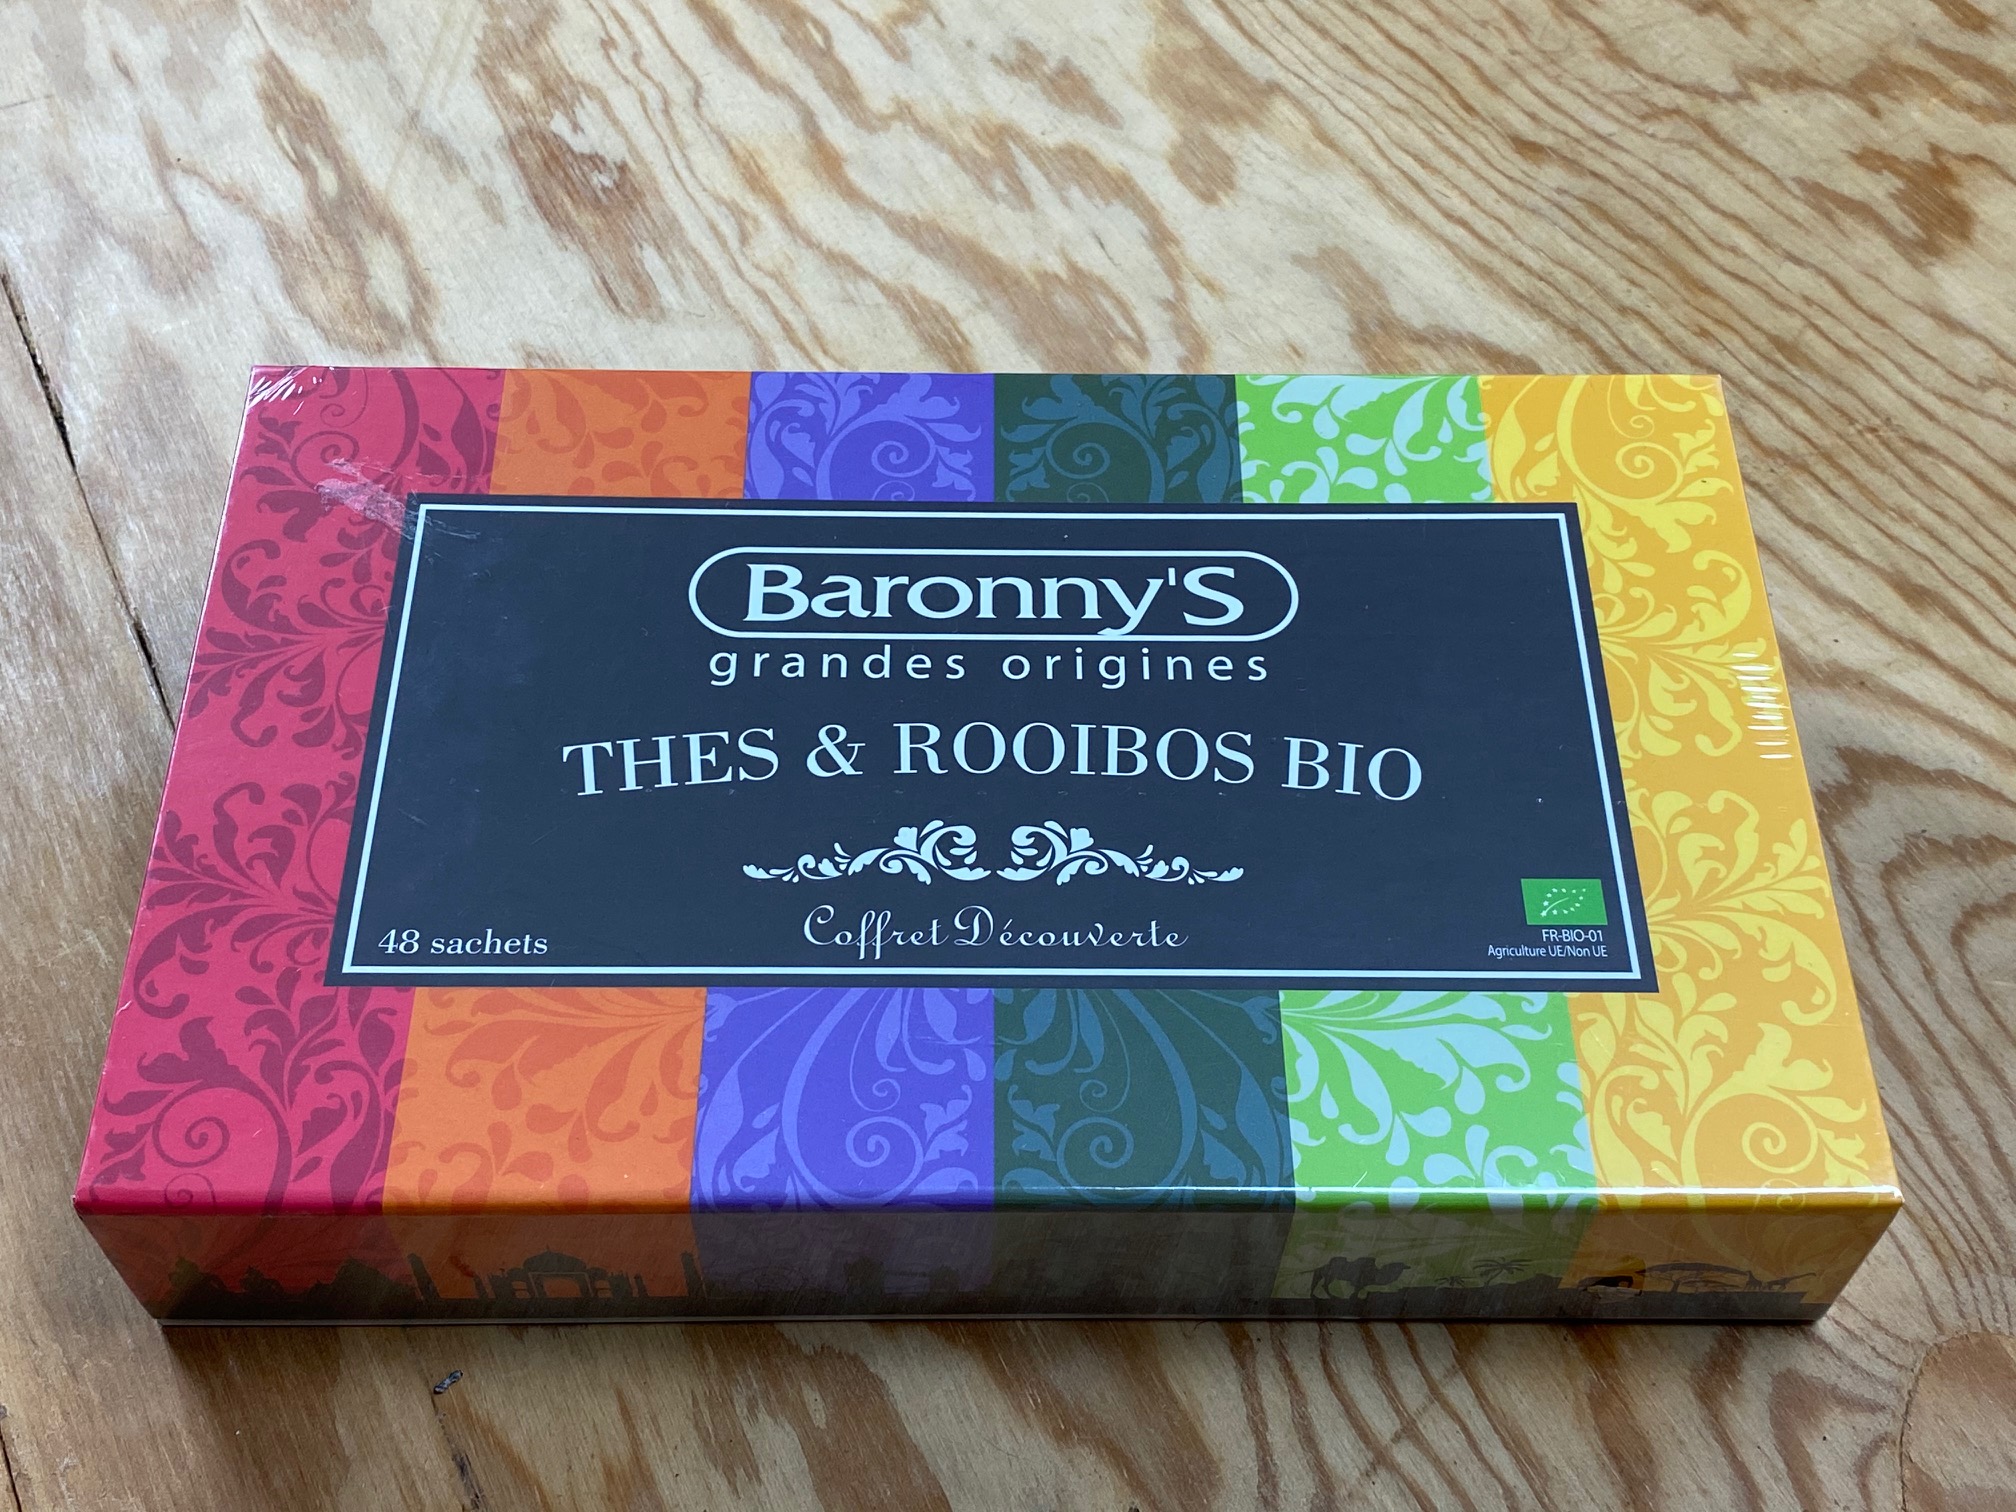 Baronny'S
grandes origines
THES & ROOIBOS BIO
Coffret Découverte
48 sachets
FR-BIO-01
Agriculture UE/Non UE